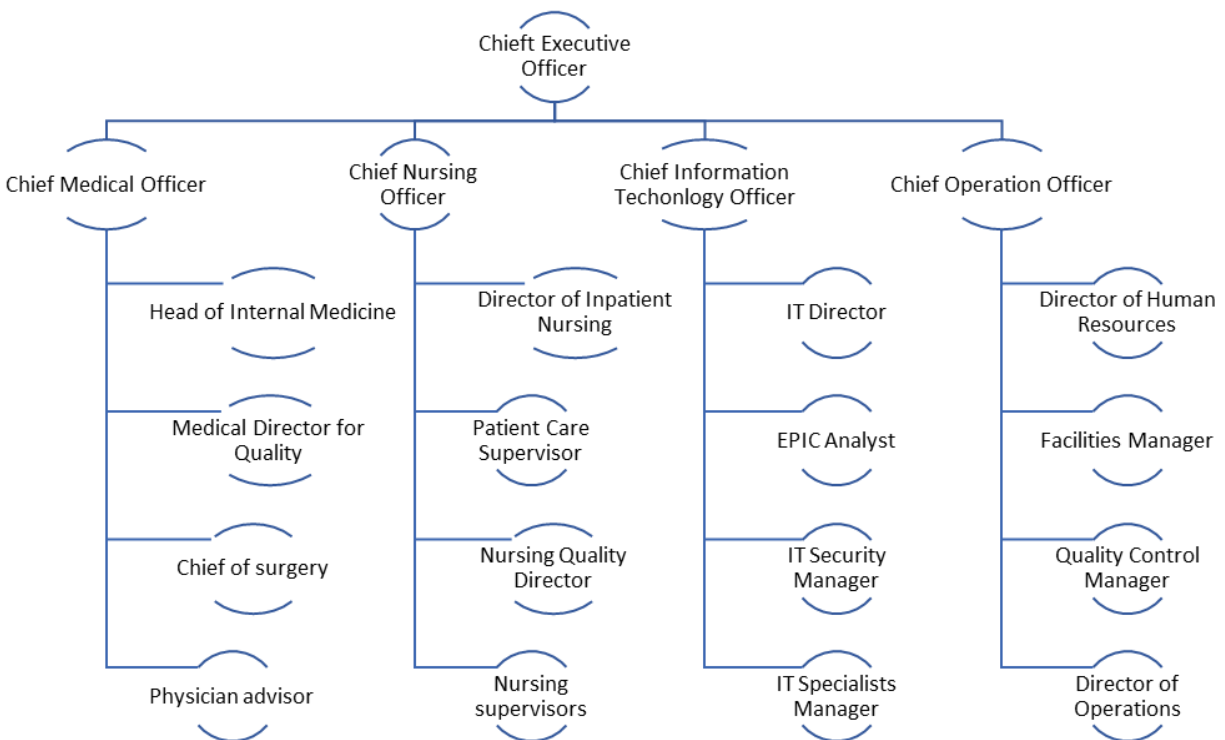 Chieft Executive
Officer
Chief Medical Officer
Chief Nursing
Officer
Chief Information
Techonlogy Officer
Chief Operation Officer
Head of Internal Medicine
Director of Inpatient
Nursing
IT Director
Director of Human
Resources
Medical Director for
Quality
Patient Care
Supervisor
EPIC Analyst
Facilities Manager
Chief of surgery
Nursing Quality
Director
IT Security
Manager
Quality Control
Manager
Physician advisor
Nursing
supervisors
IT Specialists
Manager
Director of
Operations